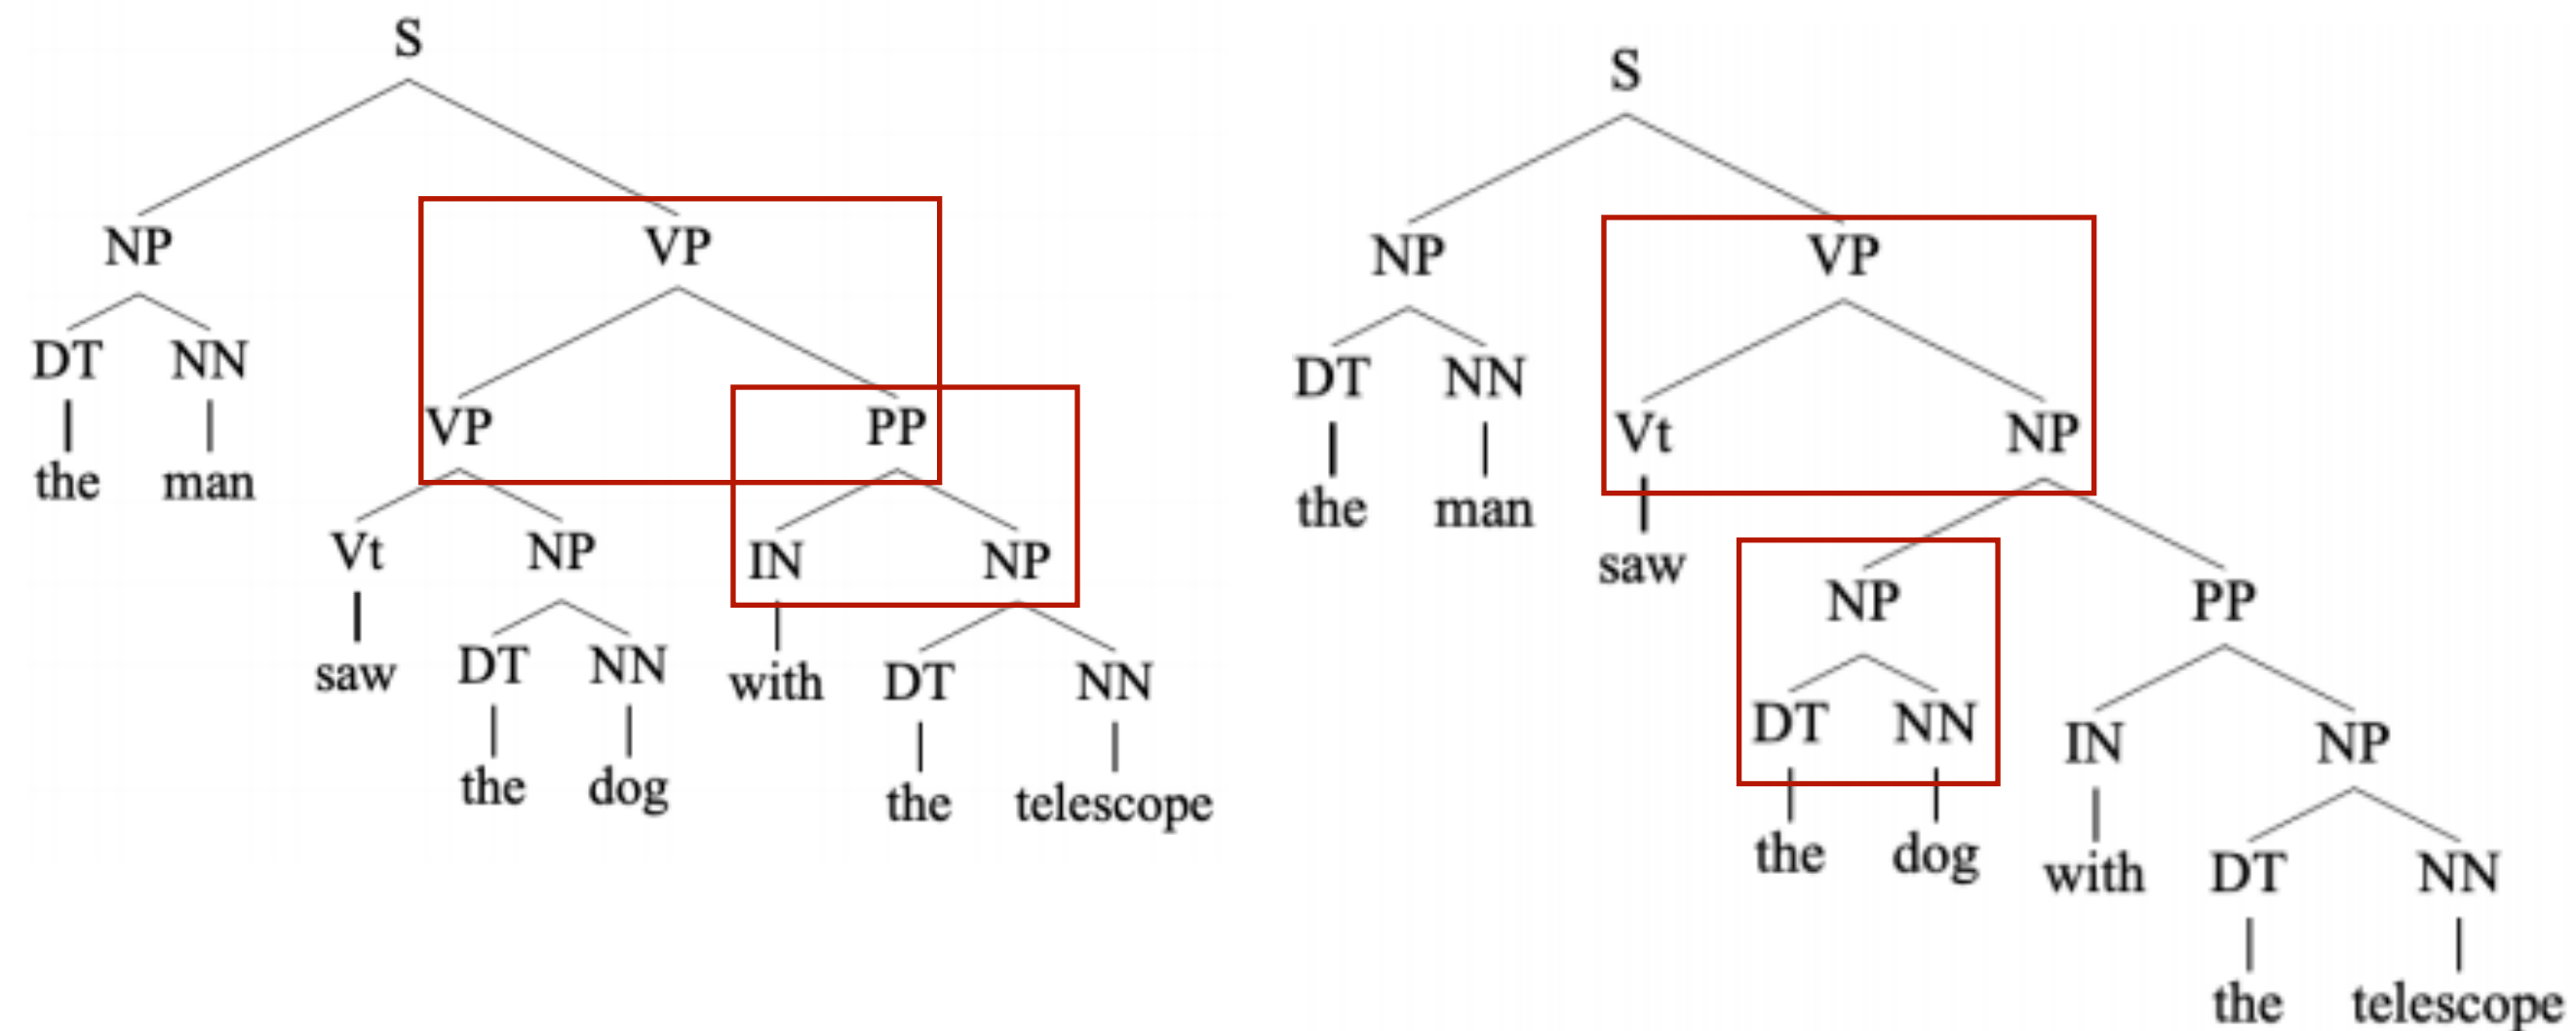 S
NP VP
DT NN VP PP
the man Vt NP IN NP
saw DT NN with DT NN
the dog the telescope
S
NP VP
DT NN Vt NP
the man saw NP PP
DT NN IN NP
the dog with DT NN
the telescope